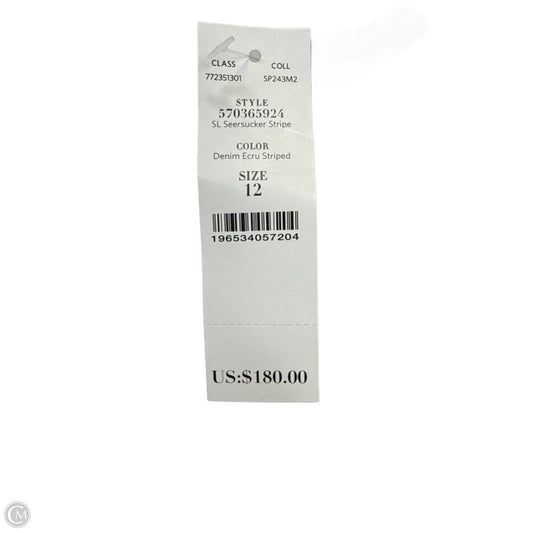 CLASS COLL
772351301 SP243M2
STYLE
570365924
SL Seersucker Stripe
COLOR
Denim Ecru Striped
SIZE
12
196534057204
US:$180.00
CM